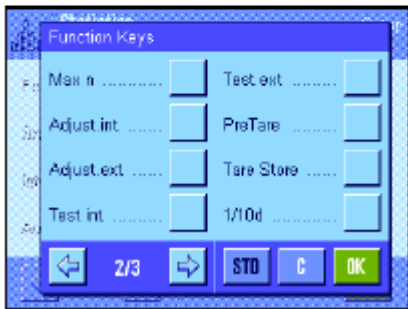 Function Keys
Max n ............
Adjust.int ........
Adjust.ext .......
Test int ..........
Test ext ........
PreTare ........
Tare Store ......
1/10d ...........
2/3
STD
C
OK